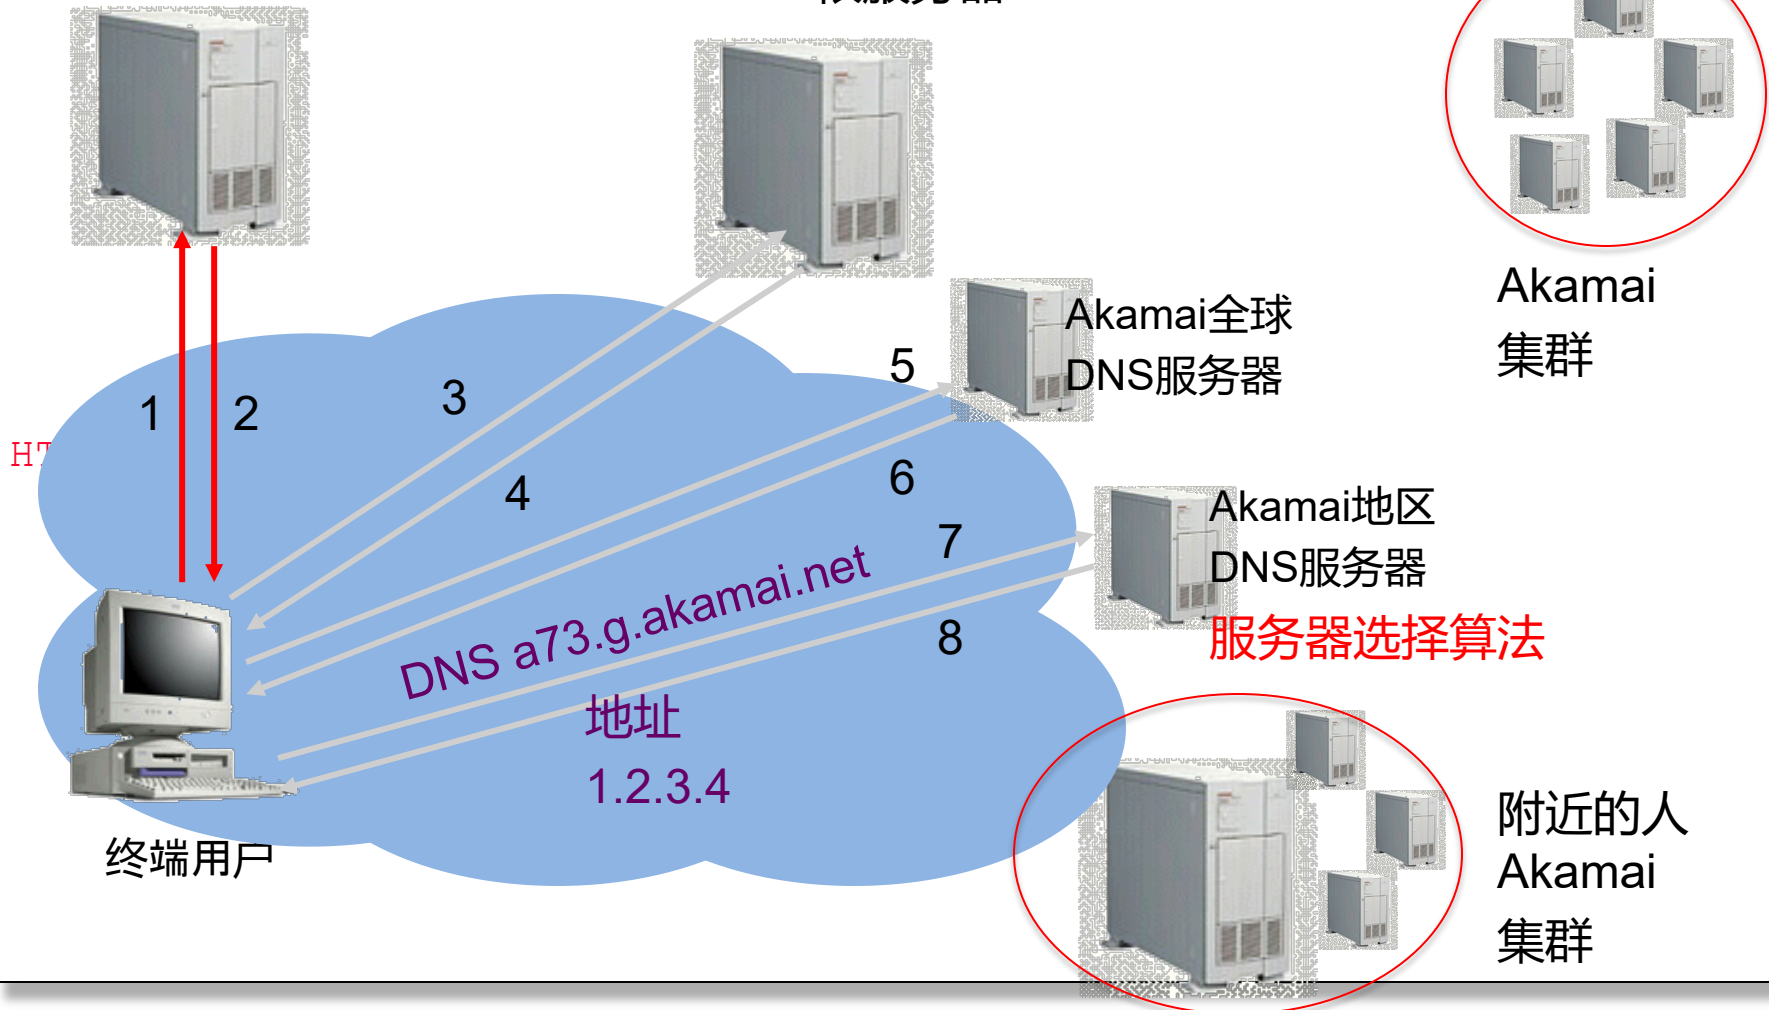 Akamai
集群
Akamai全球
DNS服务器
1
2
3
4
5
6
7
8
Akamai地区
DNS服务器
服务器选择算法
DNS a73.g.akamai.net
地址
1.2.3.4
终端用户
附近的人
Akamai
集群